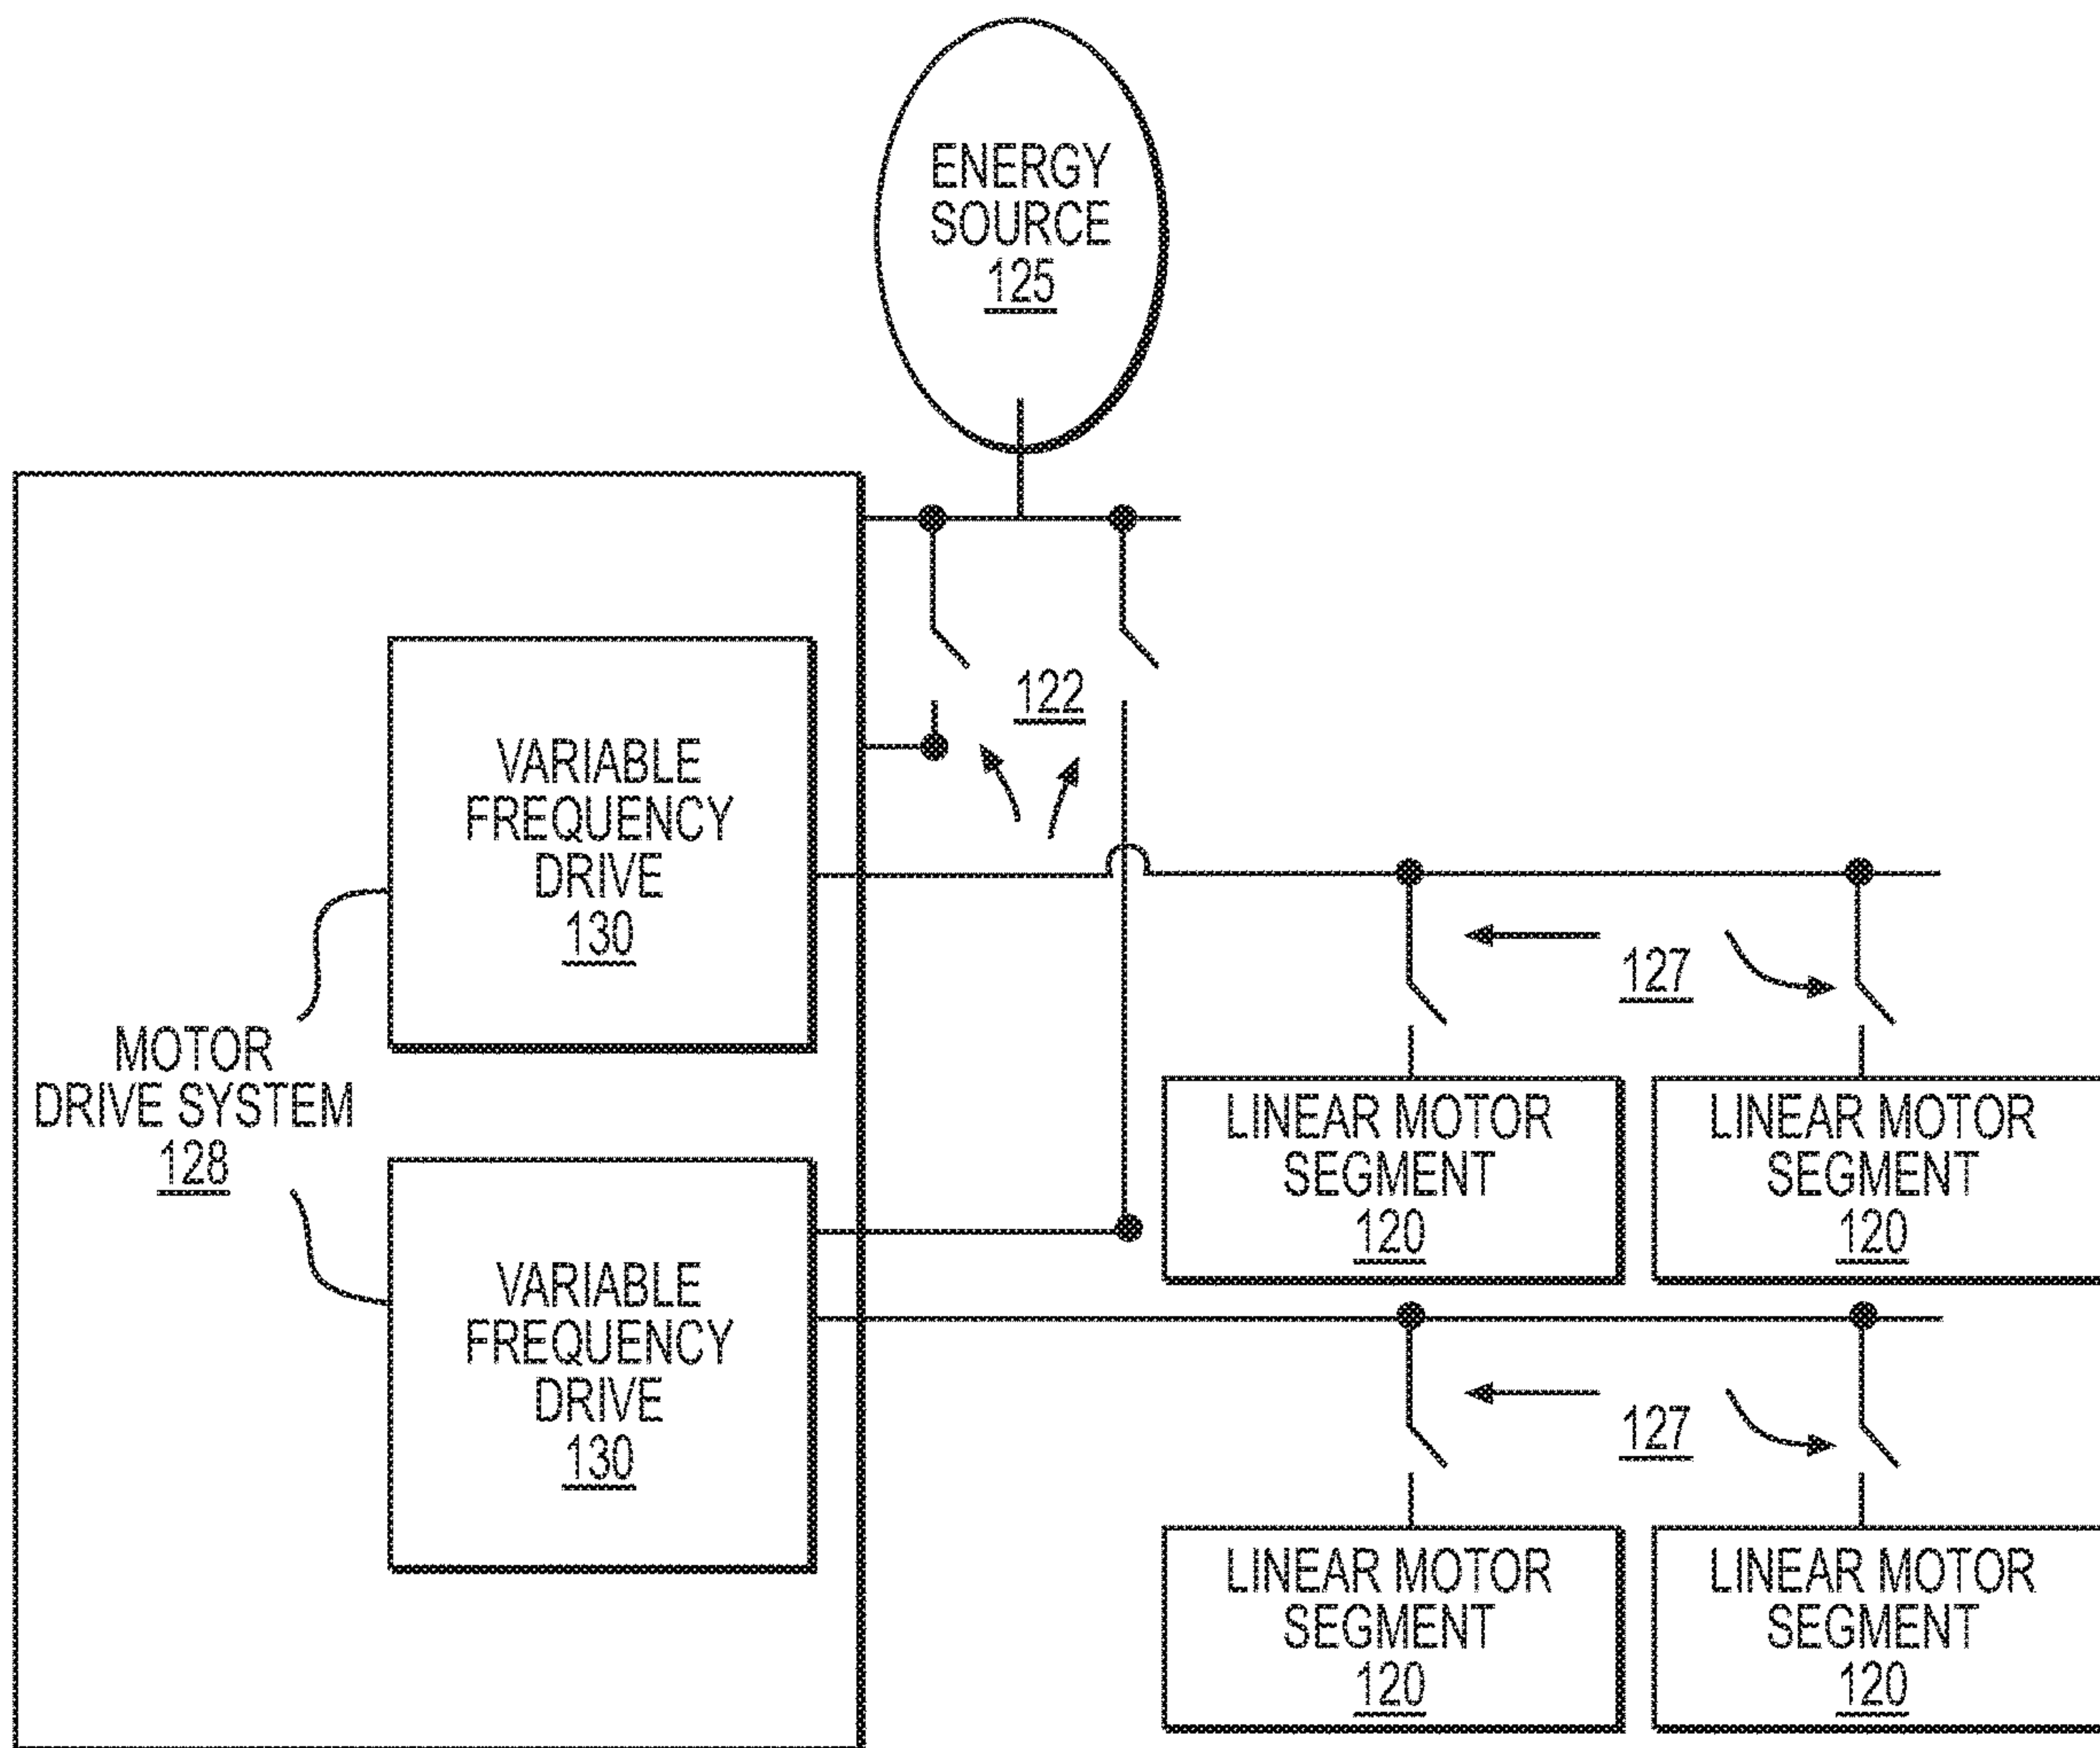 ENERGY
SOURCE
125
122
VARIABLE
FREQUENCY
DRIVE
130
127
MOTOR
DRIVE SYSTEM
128
LINEAR MOTOR
SEGMENT
120
LINEAR MOTOR
SEGMENT
120
VARIABLE
FREQUENCY
DRIVE
130
127
LINEAR MOTOR
SEGMENT
120
LINEAR MOTOR
SEGMENT
120